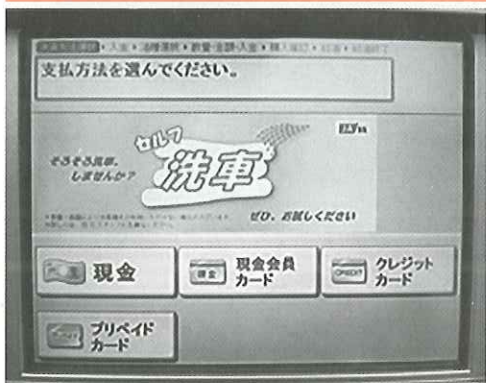 支払方法を選んでください。
そろそろ洗車、
しませんか?
セルフ
洗車
ぜひ、お試しください
現金
現金会員
カード
クレジット
カード
CREDIT
プリペイド
カード